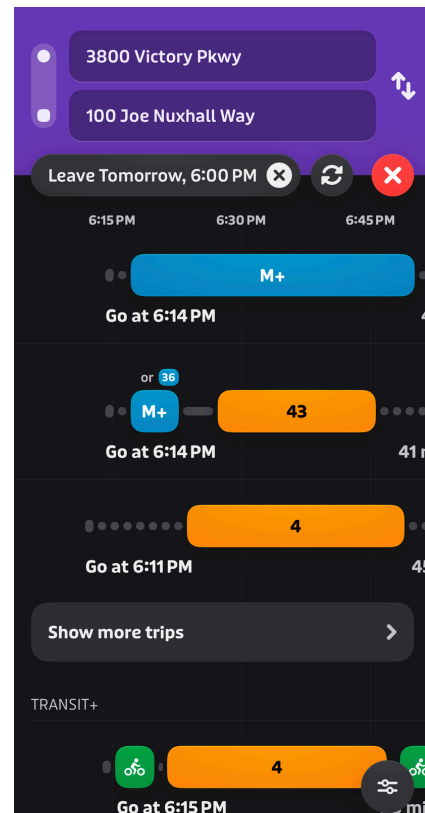 3800 Victory Pkwy
100 Joe Nuxhall Way
Leave Tomorrow, 6:00 PM
6:15 PM 6:30 PM 6:45 PM
M+
Go at 6:14 PM
or 36
M+ 43
Go at 6:14 PM 41
4
Go at 6:11 PM
Show more trips
TRANSIT+
4
Go at 6:15 PM